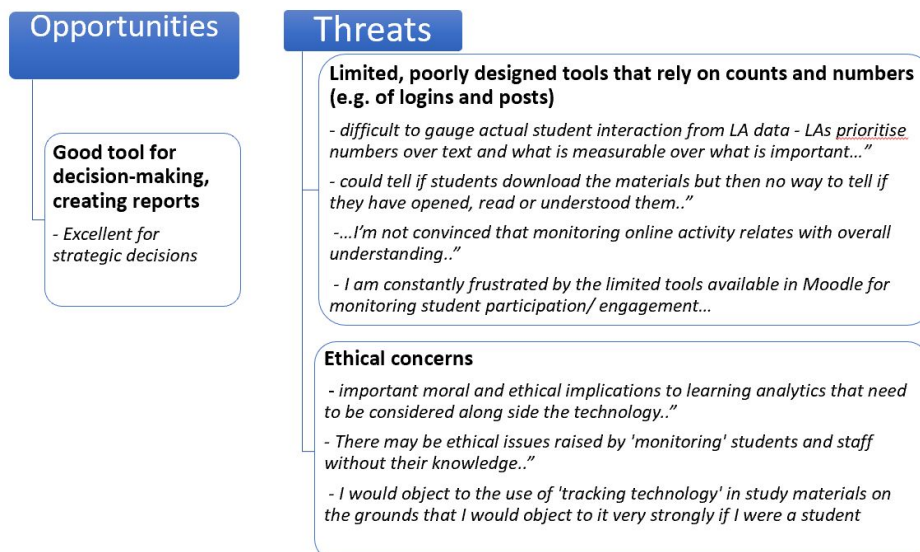 Opportunities
Good tool for
decision-making,
creating reports
- Excellent for
strategic decisions
Threats
Limited, poorly designed tools that rely on counts and numbers
(e.g. of logins and posts)
- difficult to gauge actual student interaction from LA data - LAs prioritise
numbers over text and what is measurable over what is important…”
- could tell if students download the materials but then no way to tell if
they have opened, read or understood them..”
-…I’m not convinced that monitoring online activity relates with overall
understanding..”
- I am constantly frustrated by the limited tools available in Moodle for
monitoring student participation/ engagement…
Ethical concerns
- important moral and ethical implications to learning analytics that need
to be considered along side the technology..”
- There may be ethical issues raised by 'monitoring' students and staff
without their knowledge..”
- I would object to the use of 'tracking technology' in study materials on
the grounds that I would object to it very strongly if I were a student